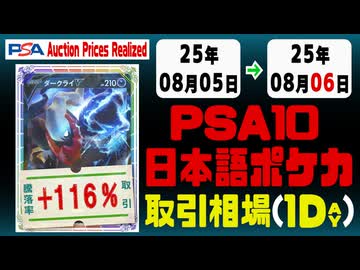 PSA Auction Prices Realized
25年
08月05日
25年
08月06日
ダークライ
210
騰落率
+116%
取引
PSA10
日本語ポケカ
取引相場(1D)